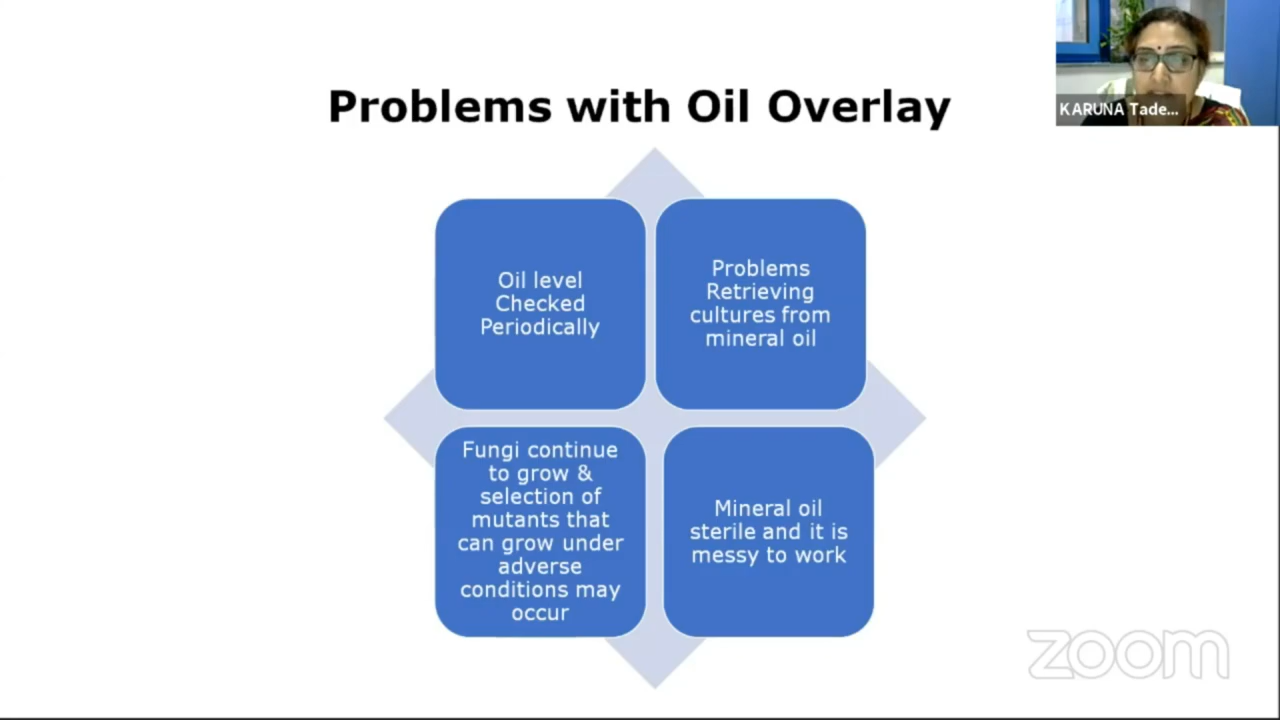 Problems with Oil Overlay
KARUNA Tade...
Oil level
Checked
Periodically
Problems
Retrieving
cultures from
mineral oil
Fungi continue
to grow &
selection of
mutants that
can grow under
adverse
conditions may
occur
Mineral oil
sterile and it is
messy to work
zoom